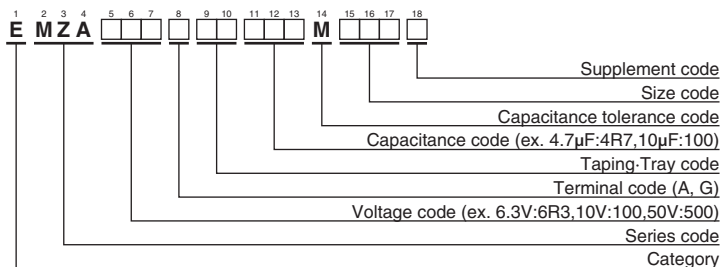 1 2 3 4 5 6 7 8 9 10 11 12 13 14 15 16 17 18
E M Z A M
Supplement code
Size code
Capacitance tolerance code
Capacitance code (ex. 4.7µF:4R7,10µF:100)
Taping·Tray code
Terminal code (A, G)
Voltage code (ex. 6.3V:6R3,10V:100,50V:500)
Series code
Category